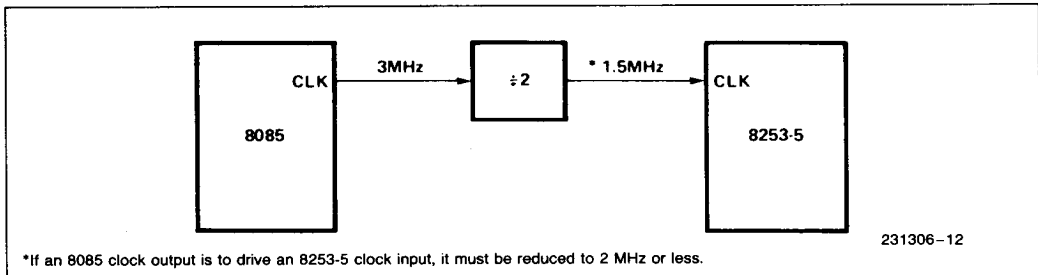 CLK
3MHz
÷2
* 1.5MHz
CLK
8085
8253-5
231306-12
*If an 8085 clock output is to drive an 8253-5 clock input, it must be reduced to 2 MHz or less.